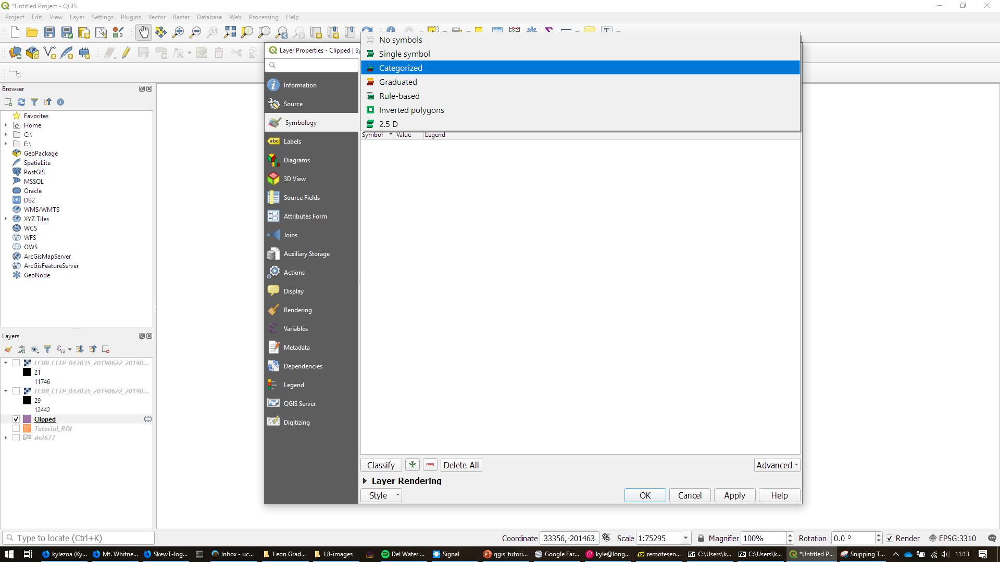 *Untitled Project - QGIS
Project Edit View Layer Settings Plugins Vector Raster Database Web Processing Help
Layer Properties - Clipped | Sy
No symbols
Single symbol
Categorized
Graduated
Rule-based
Inverted polygons
2.5 D
Symbol Value Legend
Information
Source
Symbology
Labels
Diagrams
3D View
Source Fields
Attributes Form
Joins
Auxiliary Storage
Actions
Display
Rendering
Variables
Metadata
Dependencies
Legend
QGIS Server
Digitizing
Browser
Favorites
Home
C:\
E:\
GeoPackage
SpatiaLite
PostGIS
MSSQL
Oracle
DB2
WMS/WMTS
XYZ Tiles
WCS
WFS
OWS
ArcGisMapServer
ArcGisFeatureServer
GeoNode
Layers
LC08_L1TP_042035_20190622_20190...
21
11746
LC08_L1TP_042035_20190622_20190...
29
12442
Clipped
Tutorial_ROI
ds2677
Classify Delete All Advanced
Layer Rendering
Style OK Cancel Apply Help
Type to locate (Ctrl+K) Coordinate 33356,-201463 Scale 1:75295 Magnifier 100% Rotation 0.0 ° Render EPSG:3310
kylezoa (Ky... Mt. Whitne... SkewT-log... Inbox - uc... Leon Grad... L8-images Del Water ... Signal qgis_tutori... Google Ear... kyle@long... remotesen... C:\Users\k... C:\Users\k... *Untitled P... Snipping T... 11:13